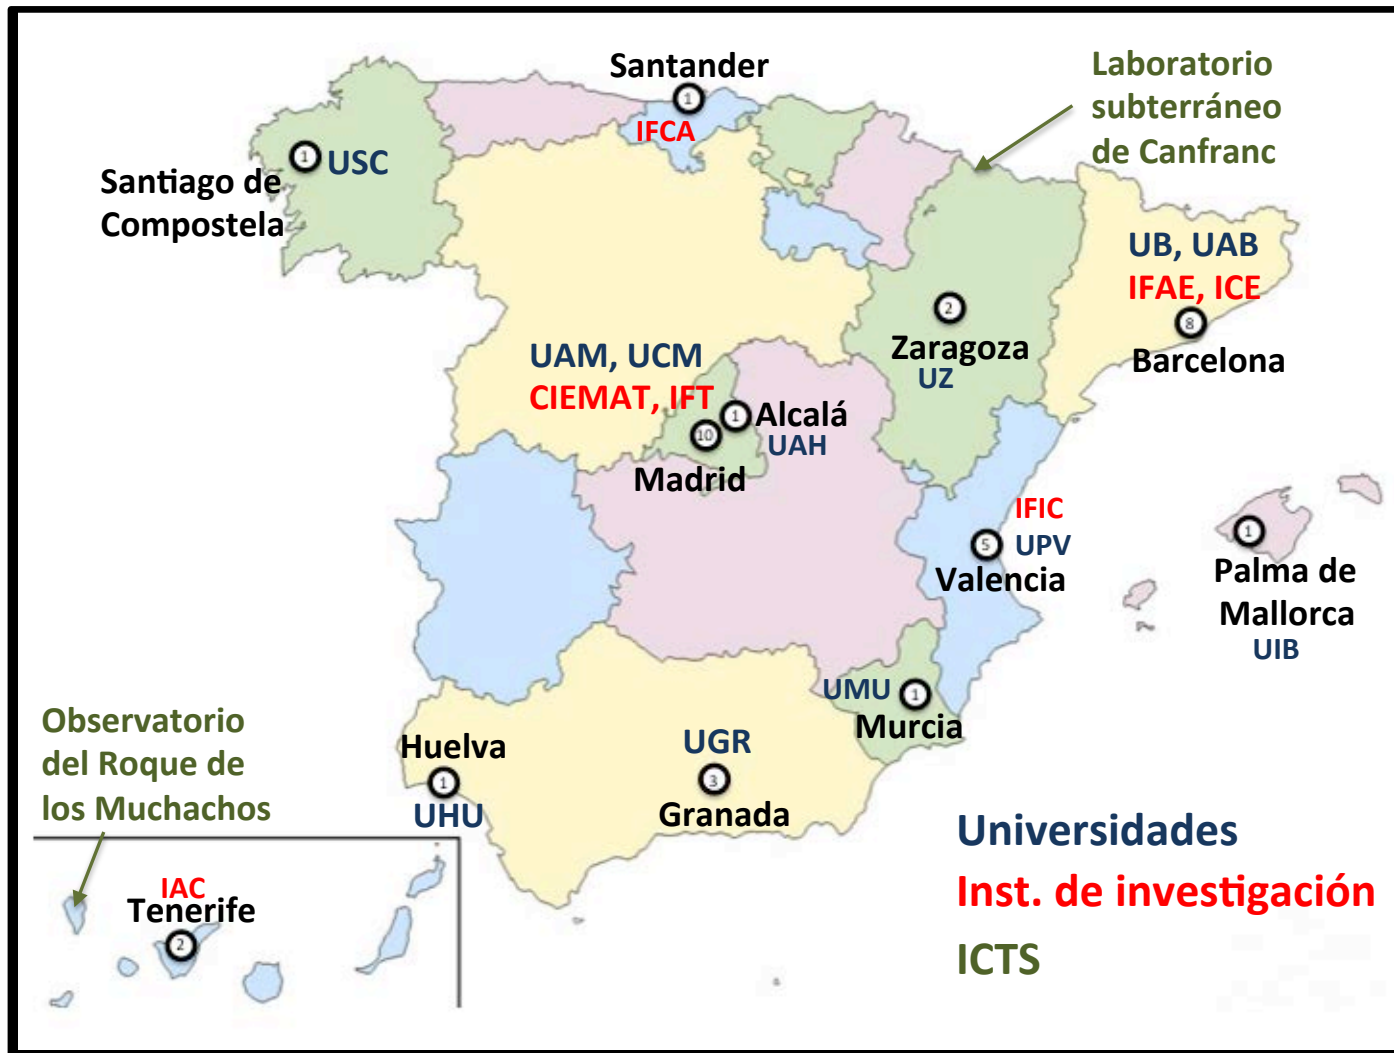 Santander
1
IFCA
Laboratorio
subterráneo
de Canfranc
1
USC
Santiago de
Compostela
UB, UAB
IFAE, ICE
8
Barcelona
2
Zaragoza
UZ
UAM, UCM
CIEMAT, IFT
1
Alcalá
UAH
10
Madrid
IFIC
5
UPV
Valencia
1
Palma de
Mallorca
UIB
UMU
1
Murcia
Observatorio
del Roque de
los Muchachos
Huelva
1
UHU
UGR
3
Granada
IAC
Tenerife
2
Universidades
Inst. de investigación
ICTS